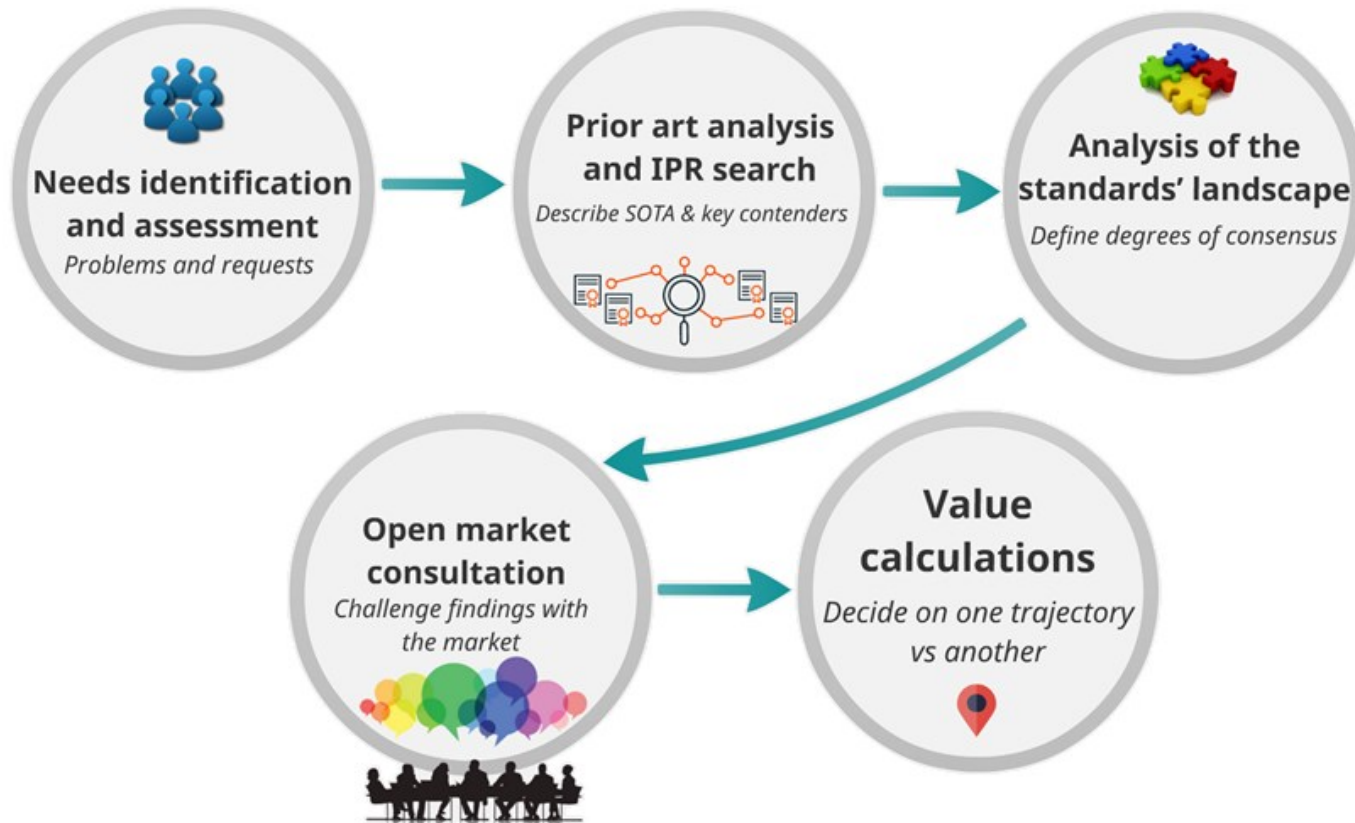 Needs identification
and assessment
Problems and requests
Prior art analysis
and IPR search
Describe SOTA & key contenders
Analysis of the
standards’ landscape
Define degrees of consensus
Open market
consultation
Challenge findings with
the market
Value
calculations
Decide on one trajectory
vs another